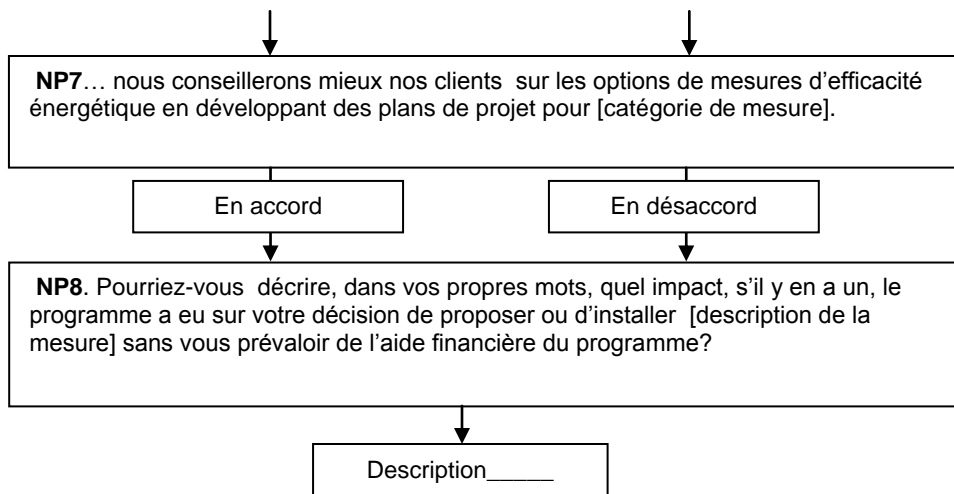 NP7… nous conseillerons mieux nos clients  sur les options de mesures d’efficacité
énergétique en développant des plans de projet pour [catégorie de mesure].
En accord
En désaccord
NP8. Pourriez-vous  décrire, dans vos propres mots, quel impact, s’il y en a un, le
programme a eu sur votre décision de proposer ou d’installer  [description de la
mesure] sans vous prévaloir de l’aide financière du programme?
Description_____